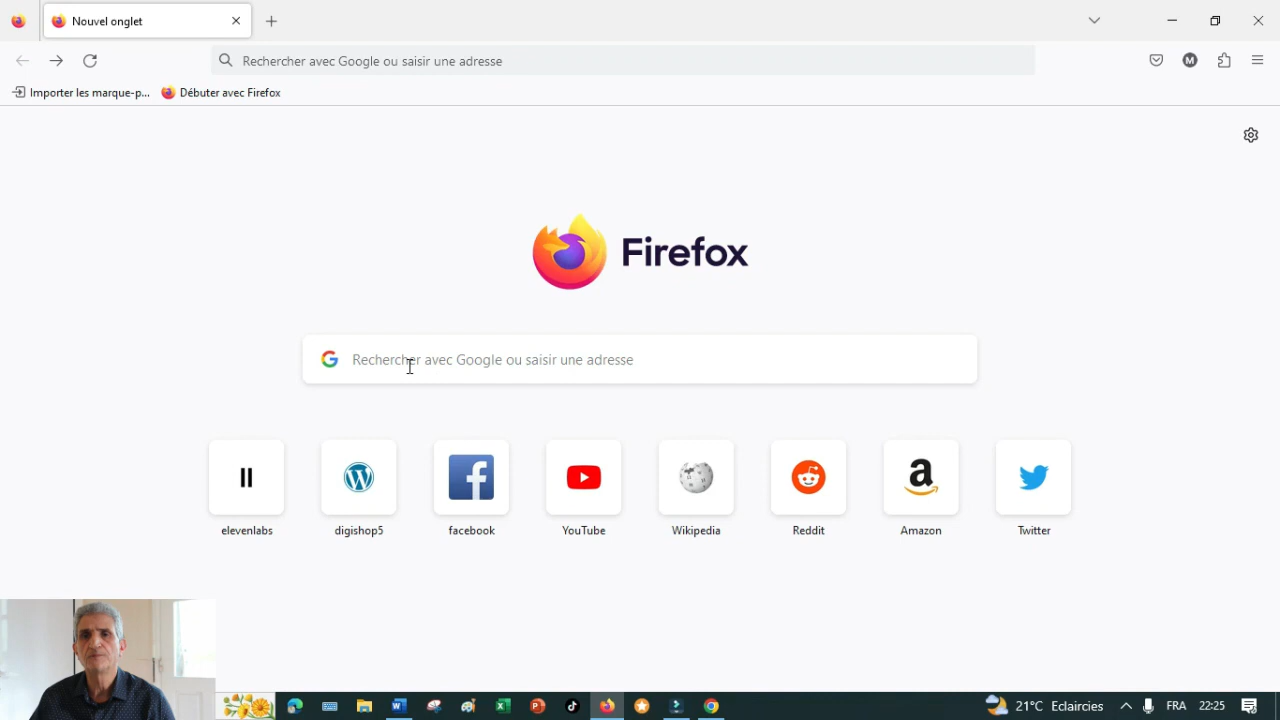 Nouvel onglet
Rechercher avec Google ou saisir une adresse
M
Importer les marque-p...
Débuter avec Firefox
Firefox
G
Rechercher avec Google ou saisir une adresse
elevenlabs
digishop5
facebook
YouTube
Wikipedia
Reddit
Amazon
Twitter
21°C Eclaircies
FRA
22:25